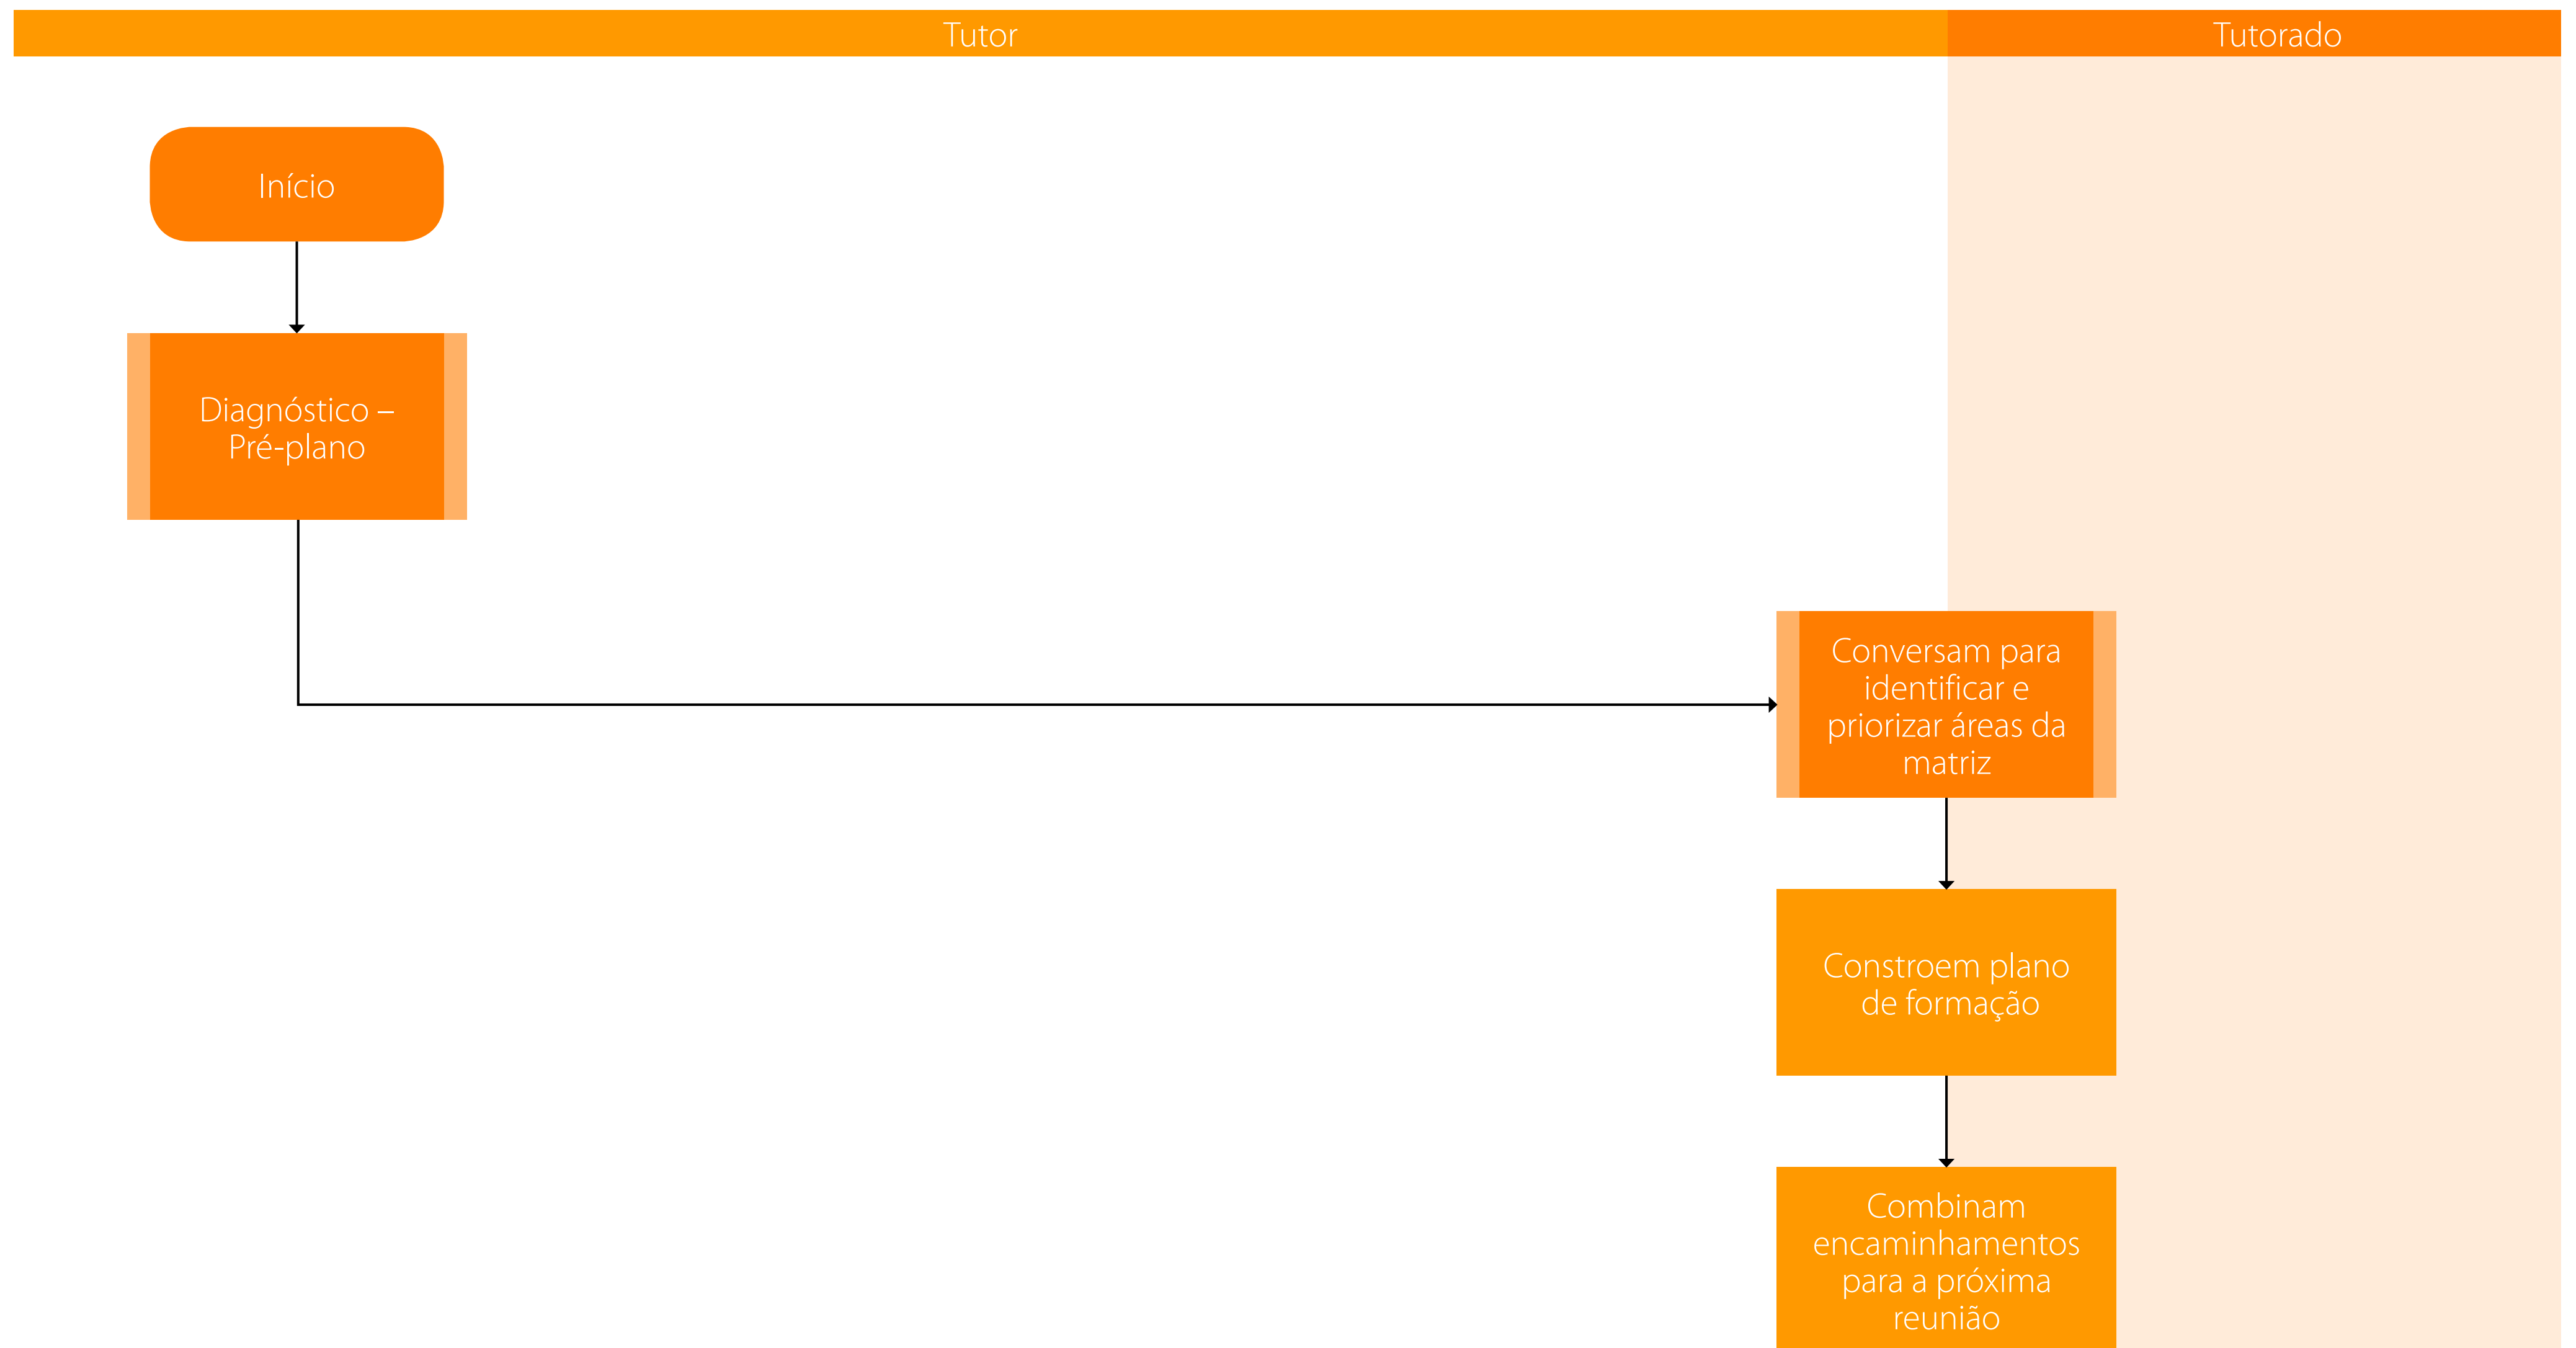 Tutor
Tutorado
Início
Diagnóstico –
Pré-plano
Conversam para
identificar e
priorizar áreas da
matriz
Constroem plano
de formação
Combinam
encaminhamentos
para a próxima
reunião